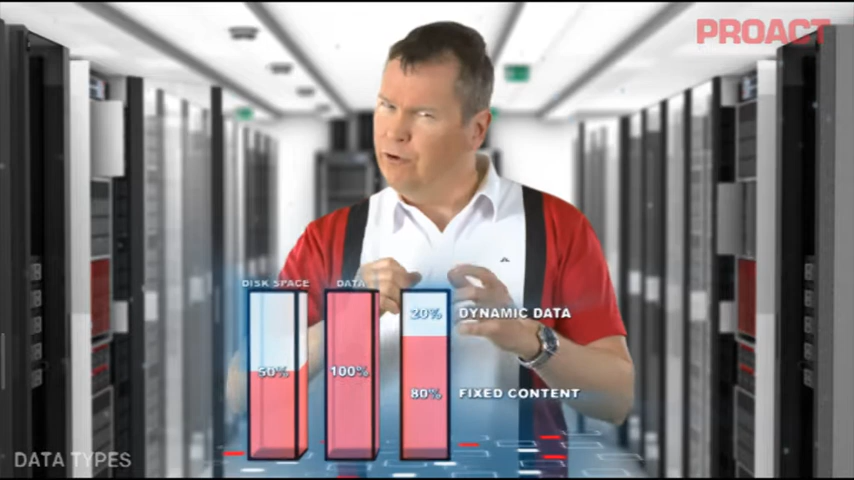 PROACT
DISK SPACE
DATA
20%
DYNAMIC DATA
50%
100%
80%
FIXED CONTENT
DATA TYPES